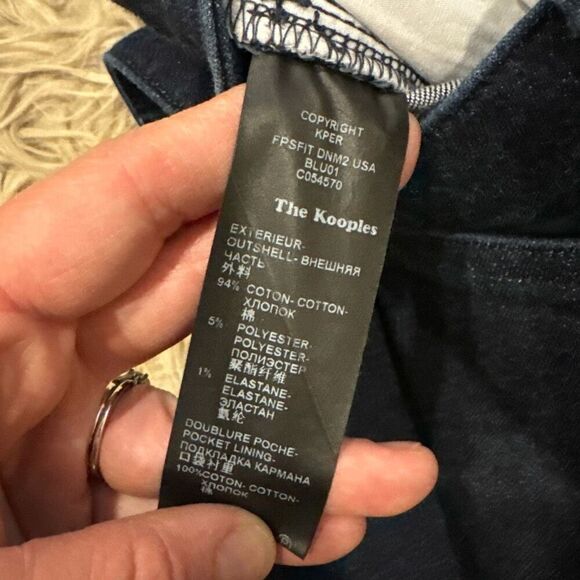 COPYRIGHT
KPER
FPSFIT DNM2 USA
BLU01
C054570
The Kooples
EXTERIEUR-
OUTSHELL- ВНЕШНЯЯ
ЧАСТЬ
外料
94% COTON- COTTON-
ХЛОПОК
棉
5% POLYESTER-
POLYESTER-
ПОЛИЭСТЕР
聚酯纤维
1% ELASTANE-
ELASTANE-
ЭЛАСТАН
氨纶
DOUBLURE POCHE-
POCKET LINING-
ПОДКЛАДКА КАРМАНА
口袋衬里
100%COTON- COTTON-
ХЛОПОК
棉